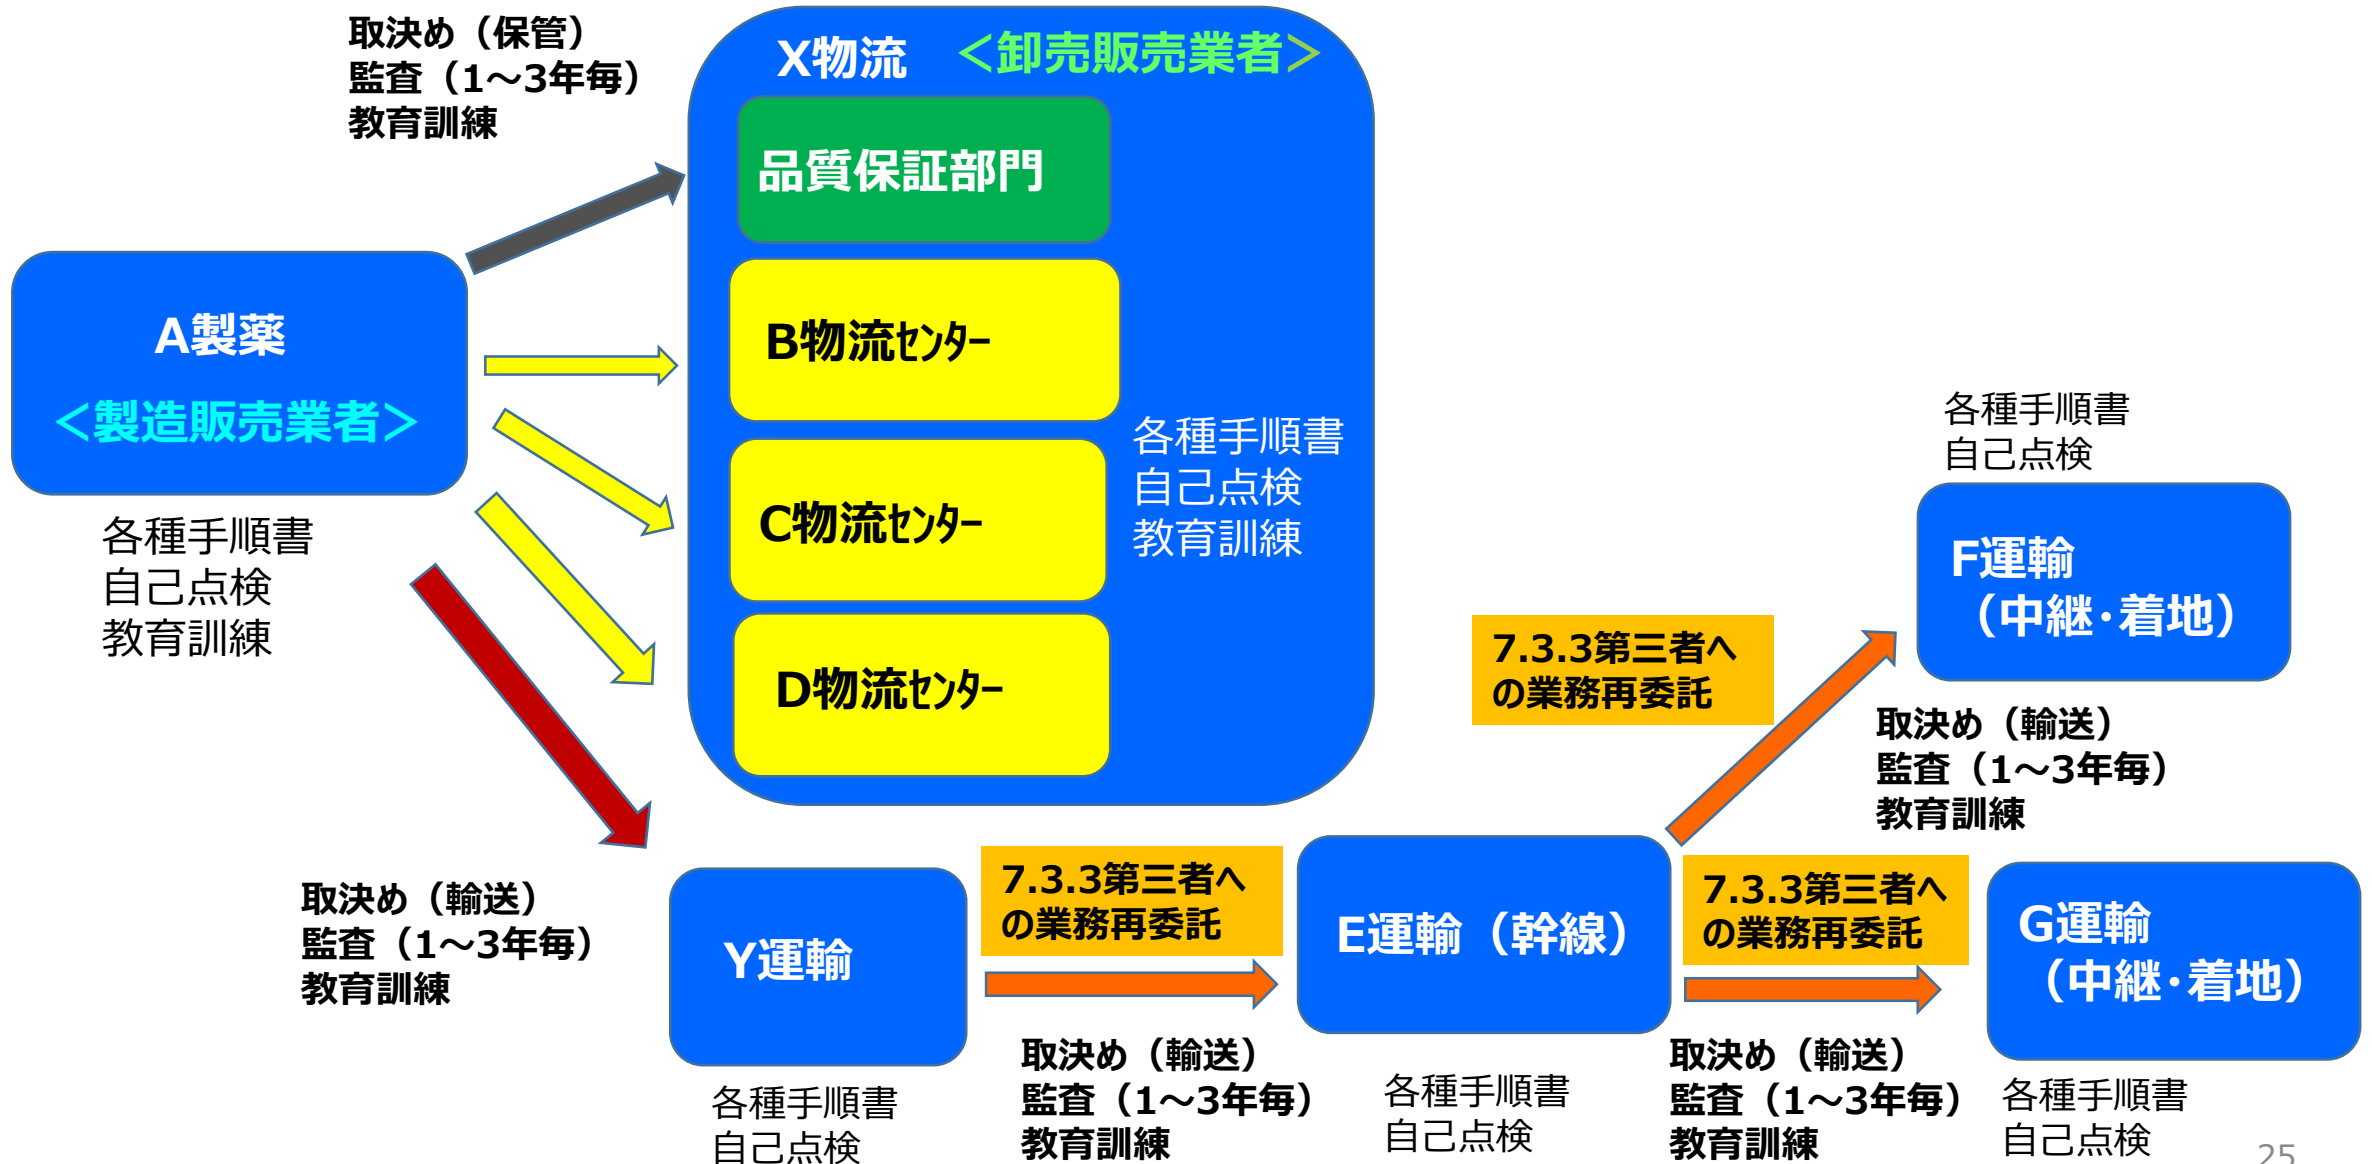 取決め（保管）
監査（1～3年毎）
教育訓練
X物流 ＜卸売販売業者＞
品質保証部門
B物流ｾﾝﾀｰ
C物流ｾﾝﾀｰ
D物流ｾﾝﾀｰ
各種手順書
自己点検
教育訓練
A製薬
＜製造販売業者＞
各種手順書
自己点検
教育訓練
取決め（輸送）
監査（1～3年毎）
教育訓練
Y運輸
各種手順書
自己点検
7.3.3第三者へ
の業務再委託
取決め（輸送）
監査（1～3年毎）
教育訓練
E運輸（幹線）
各種手順書
自己点検
7.3.3第三者へ
の業務再委託
各種手順書
自己点検
F運輸
（中継･着地）
取決め（輸送）
監査（1～3年毎）
教育訓練
7.3.3第三者へ
の業務再委託
取決め（輸送）
監査（1～3年毎）
教育訓練
G運輸
（中継･着地）
各種手順書
自己点検
25